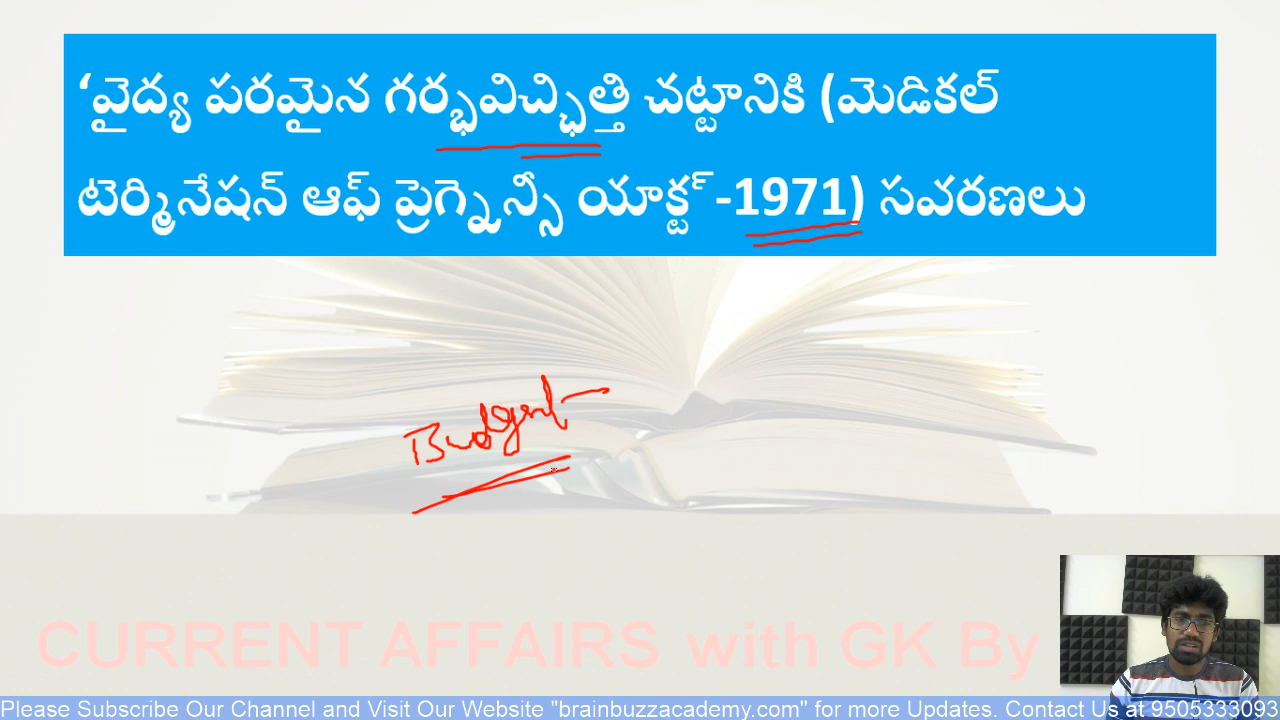 ‘వైద్య పరమైన గర్భవిచ్ఛిత్తి చట్టానికి (మెడికల్
టెర్మినేషన్ ఆఫ్ ప్రెగ్నెన్సీ యాక్ట్ -1971) సవరణలు
Budget
CURRENT AFFAIRS with GK By
Please Subscribe Our Channel and Visit Our Website "brainbuzzacademy.com" for more Updates. Contact Us at 9505333093